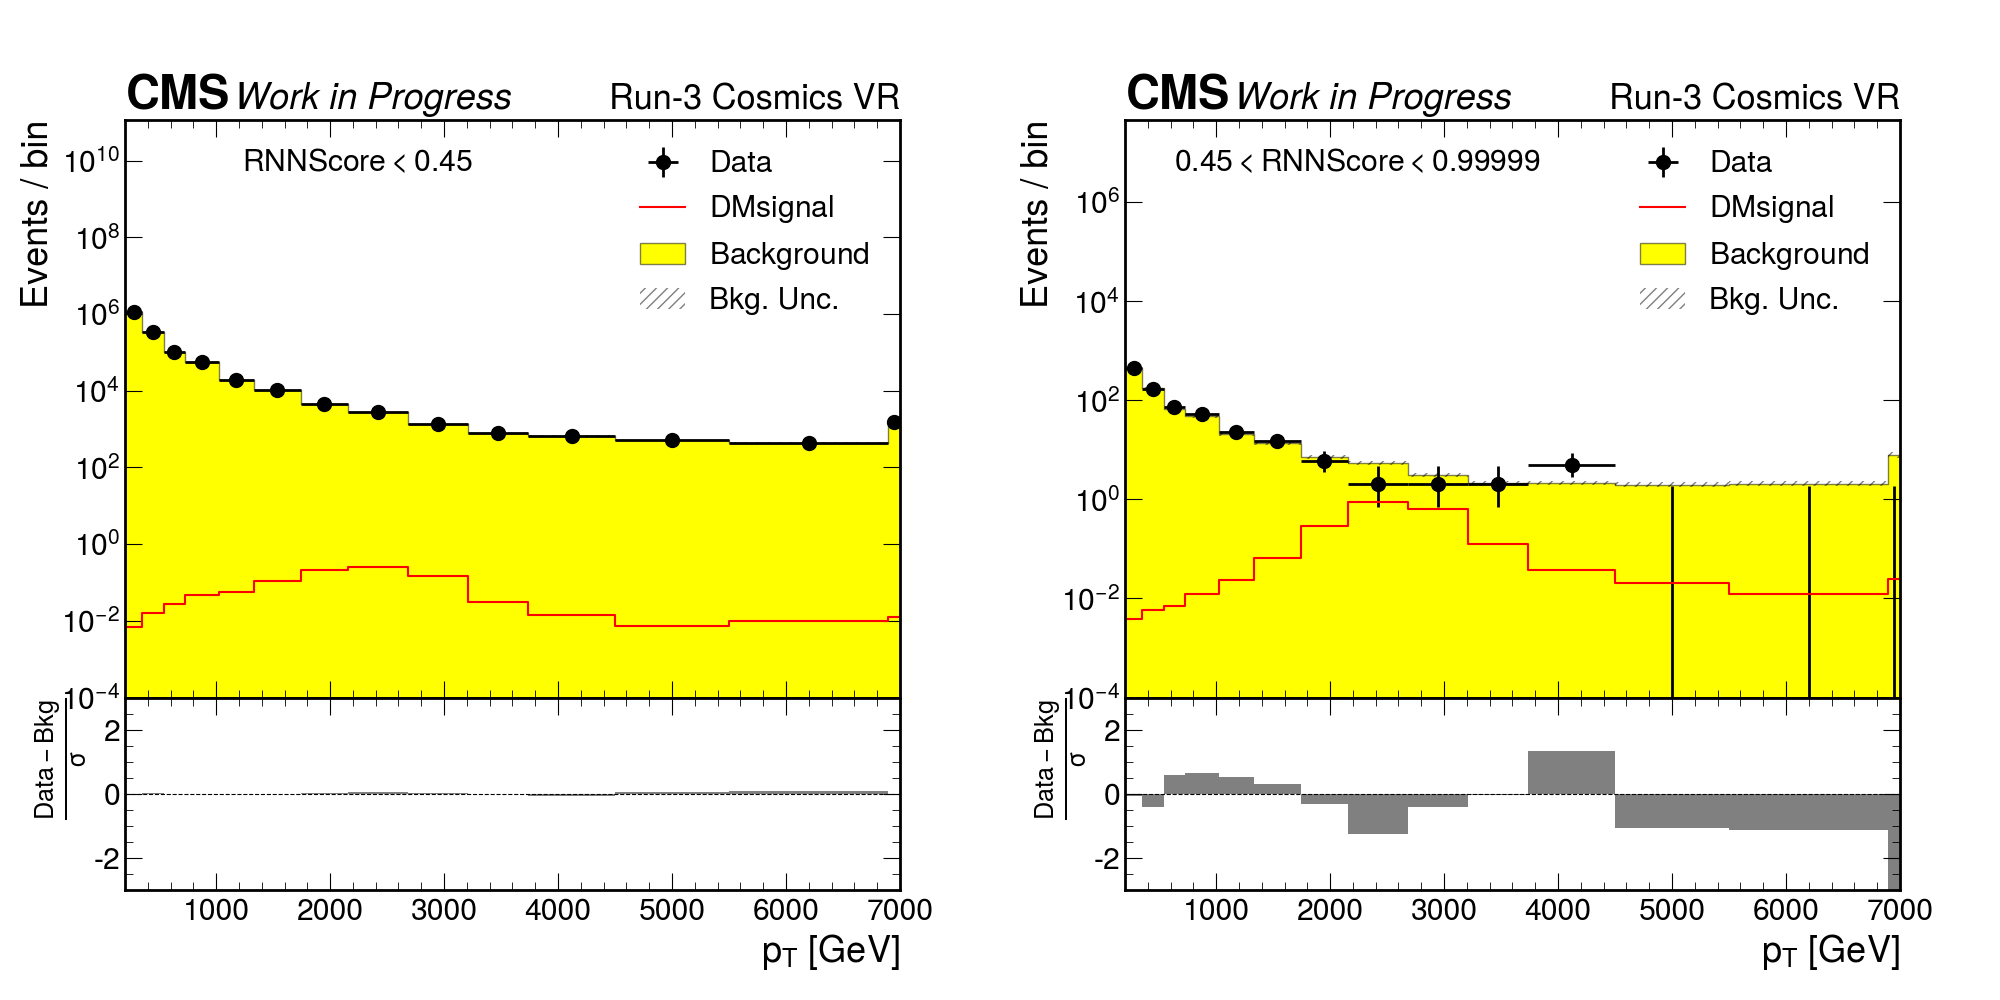 CMS Work in Progress Run-3 Cosmics VR
Events / bin
RNNScore < 0.45
Data
DMsignal
Background
Bkg. Unc.
10^10
10^8
10^6
10^4
10^2
10^0
10^−2
10^−4
Data − Bkg
σ
2
0
-2
1000 2000 3000 4000 5000 6000 7000
p_T [GeV]
CMS Work in Progress Run-3 Cosmics VR
Events / bin
0.45 < RNNScore < 0.99999
Data
DMsignal
Background
Bkg. Unc.
10^6
10^4
10^2
10^0
10^−2
10^−4
Data − Bkg
σ
2
0
-2
1000 2000 3000 4000 5000 6000 7000
p_T [GeV]